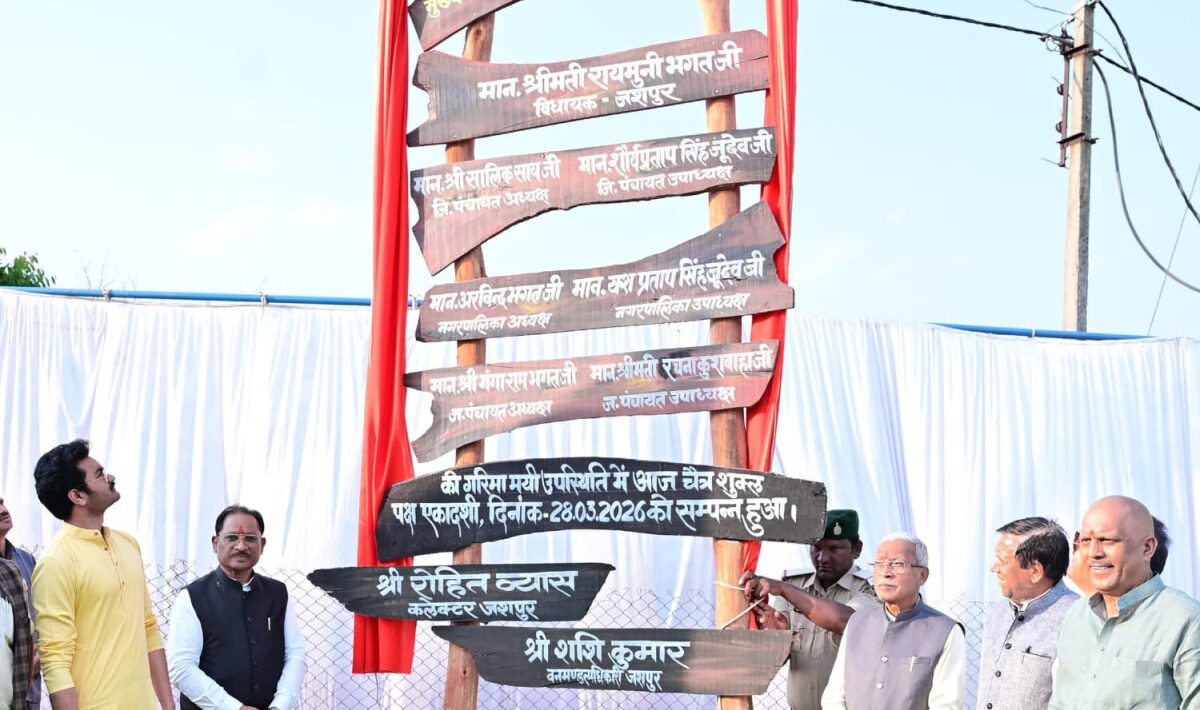 मान. श्रीमती रायमुनी भगत जी
विधायक - जशपुर
मान. श्री सालिक साय जी मान. शौर्यप्रताप सिंह जूदेव जी
जि. पंचायत अध्यक्ष जि. पंचायत उपाध्यक्ष
मान. अरविन्द भगत जी मान. यश प्रताप सिंह जूदेव जी
नगरपालिका अध्यक्ष नगरपालिका उपाध्यक्ष
मान. श्री गंगाराम भगत जी मान. श्रीमती रचना कुशवाहा जी
ज. पंचायत अध्यक्ष ज. पंचायत उपाध्यक्ष
की गरिमा मयी उपस्थिति में आज चैत्र शुक्ल
पक्ष एकादशी, दिनांक - 28.03.2026 को सम्पन्न हुआ।
श्री रोहित व्यास
कलेक्टर जशपुर
श्री शशि कुमार
वनमण्डलाधिकारी जशपुर